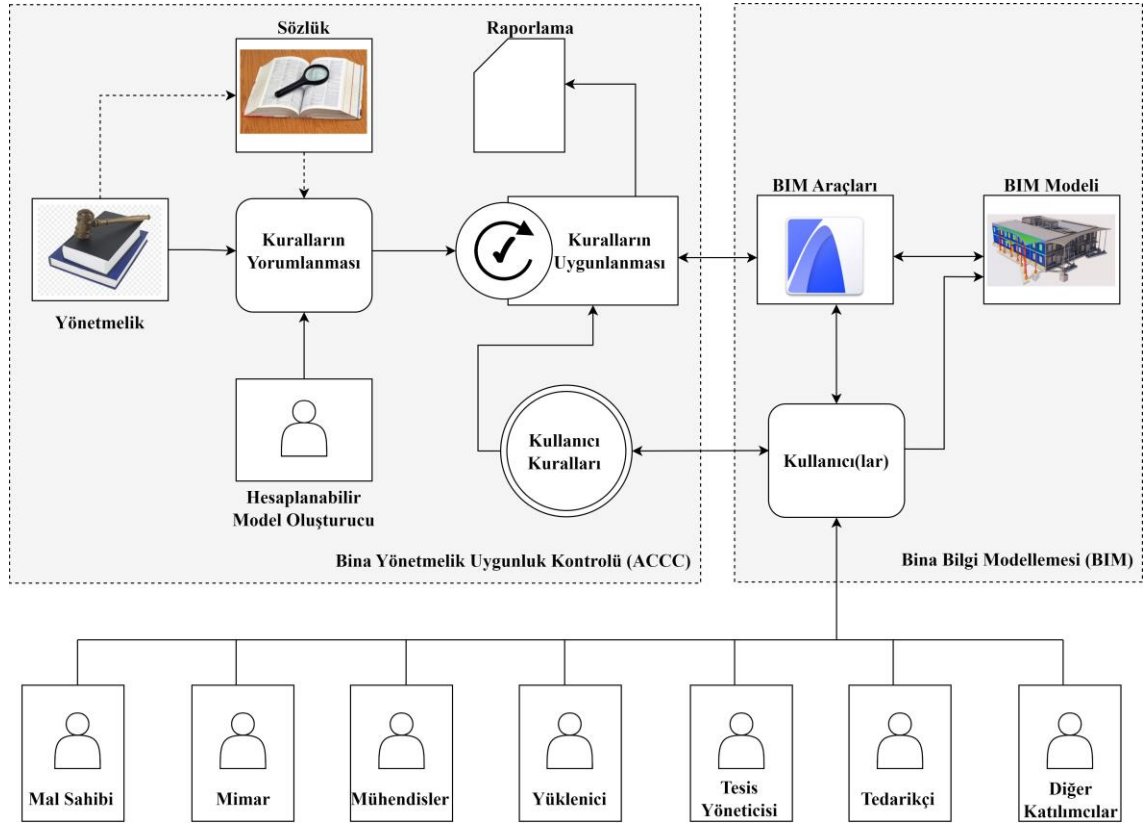 Sözlük
Raporlama
BIM Araçları
BIM Modeli
Yönetmelik
Kuralların
Yorumlanması
Kuralların
Uygunlanması
Hesaplanabilir
Model Oluşturucu
Kullanıcı
Kuralları
Kullanıcı(lar)
Bina Yönetmelik Uygunluk Kontrolü (ACCC)
Bina Bilgi Modellemesi (BIM)
Mal Sahibi
Mimar
Mühendisler
Yüklenici
Tesis
Yöneticisi
Tedarikçi
Diğer
Katılımcılar